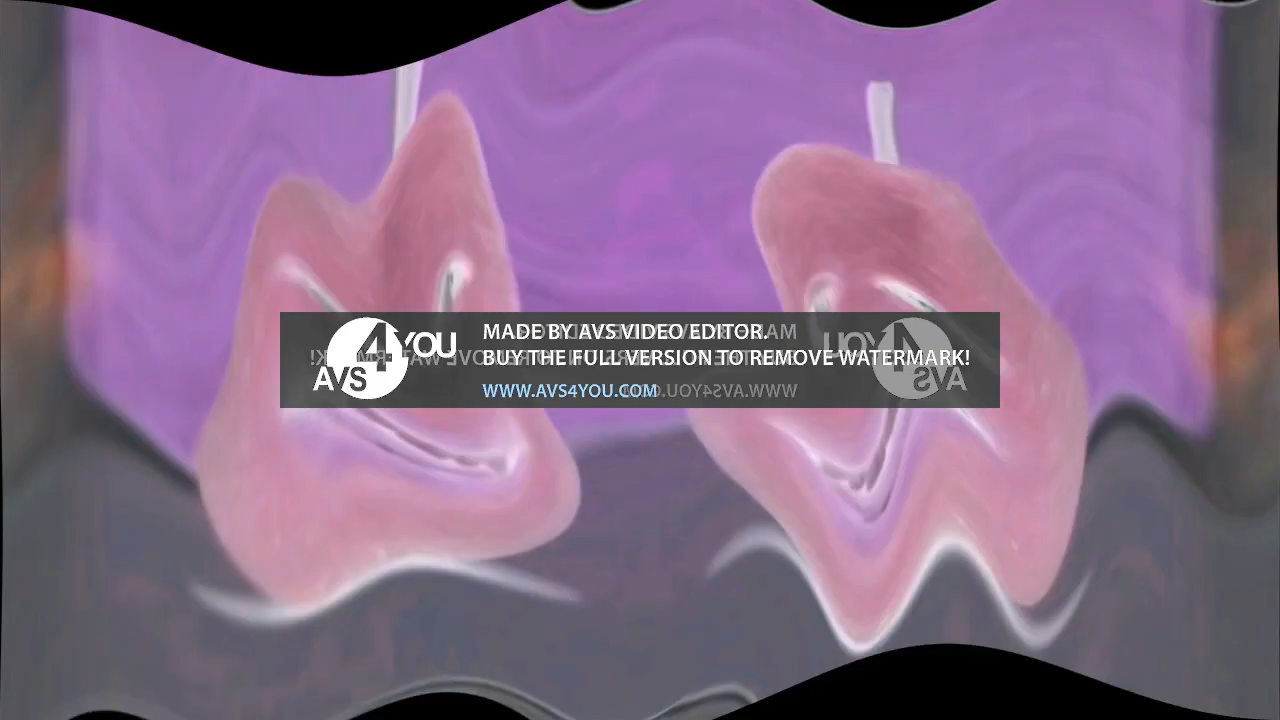 AVS4YOU
MADE BY AVS VIDEO EDITOR.
BUY THE FULL VERSION TO REMOVE WATERMARK!
WWW.AVS4YOU.COM